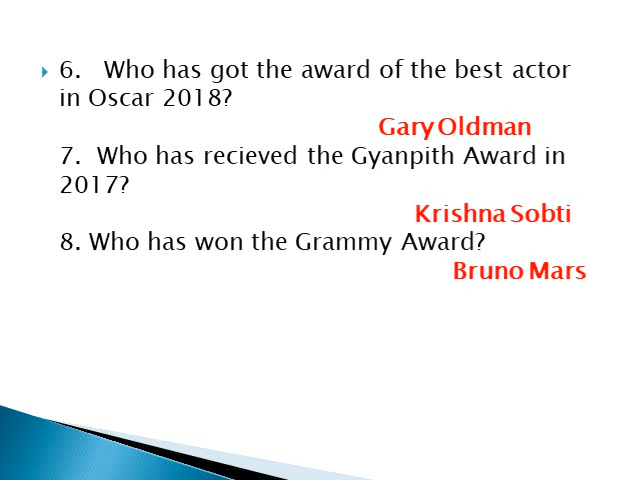 6. Who has got the award of the best actor
in Oscar 2018?
Gary Oldman
7. Who has recieved the Gyanpith Award in
2017?
Krishna Sobti
8. Who has won the Grammy Award?
Bruno Mars